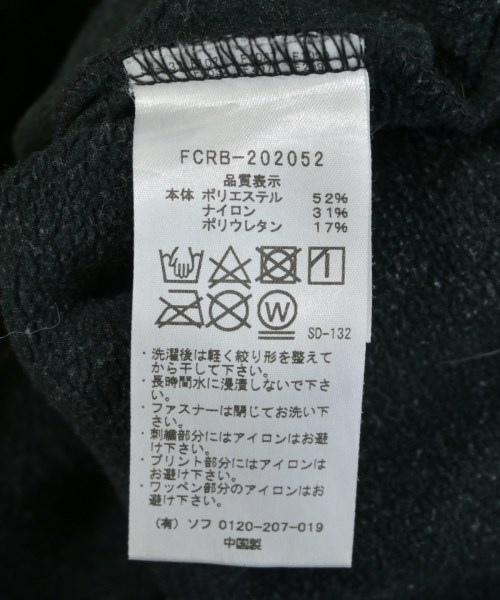 FCRB-202052
品質表示
本体 ポリエステル 52%
ナイロン 31%
ポリウレタン 17%
W
SD-132
・洗濯後は軽く絞り形を整えて
から干して下さい。
・長時間水に浸漬しないで下さ
い。
・ファスナーは閉じてお洗い下
さい。
・刺繍部分にはアイロンはお避
け下さい。
・プリント部分にはアイロンは
お避け下さい。
・ワッペン部分のアイロンはお
避け下さい。
(有) ソフ 0120-207-019
中国製